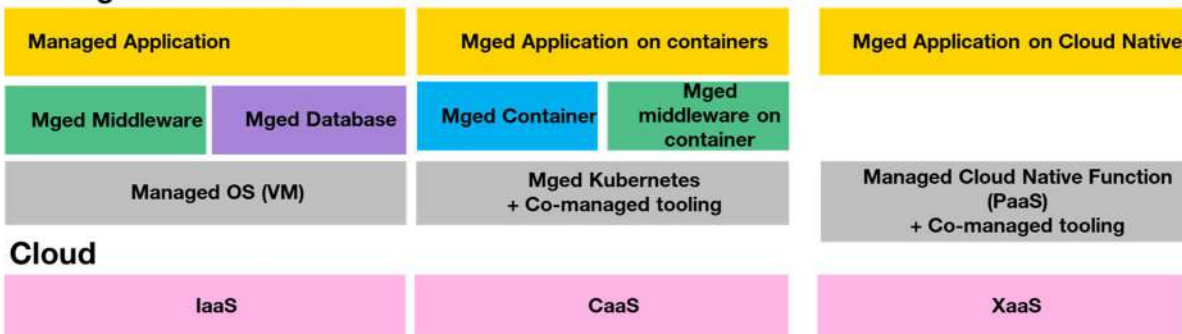 Managed Application
Mged Application on containers
Mged Application on Cloud Native
Mged Middleware
Mged Database
Mged Container
Mged
middleware on
container
Managed OS (VM)
Mged Kubernetes
+ Co-managed tooling
Managed Cloud Native Function
(PaaS)
+ Co-managed tooling
Cloud
IaaS
CaaS
XaaS